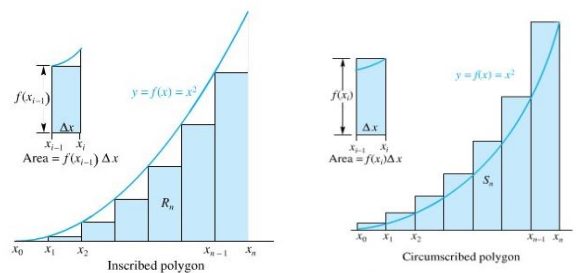 f(x_{i-1})
Δx
x_{i-1} x_i
Area = f(x_{i-1}) Δx
y = f(x) = x²
R_n
x_0 x_1 x_2 x_{n-1} x_n
Inscribed polygon
f(x_i)
Δx
x_{i-1} x_i
Area = f(x_i)Δx
y = f(x) = x²
S_n
x_0 x_1 x_2 x_{n-1} x_n
Circumscribed polygon